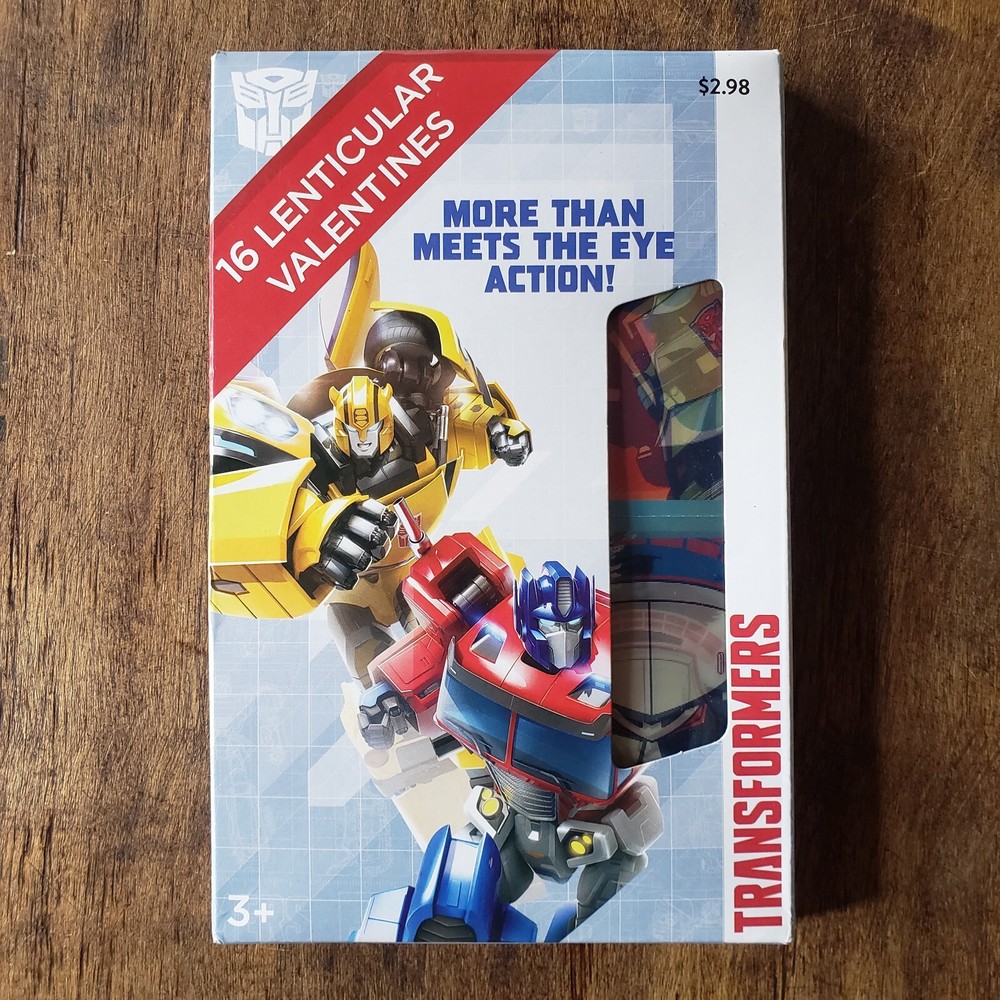 16 LENTICULAR
VALENTINES
$2.98
MORE THAN
MEETS THE EYE
ACTION!
TRANSFORMERS
3+